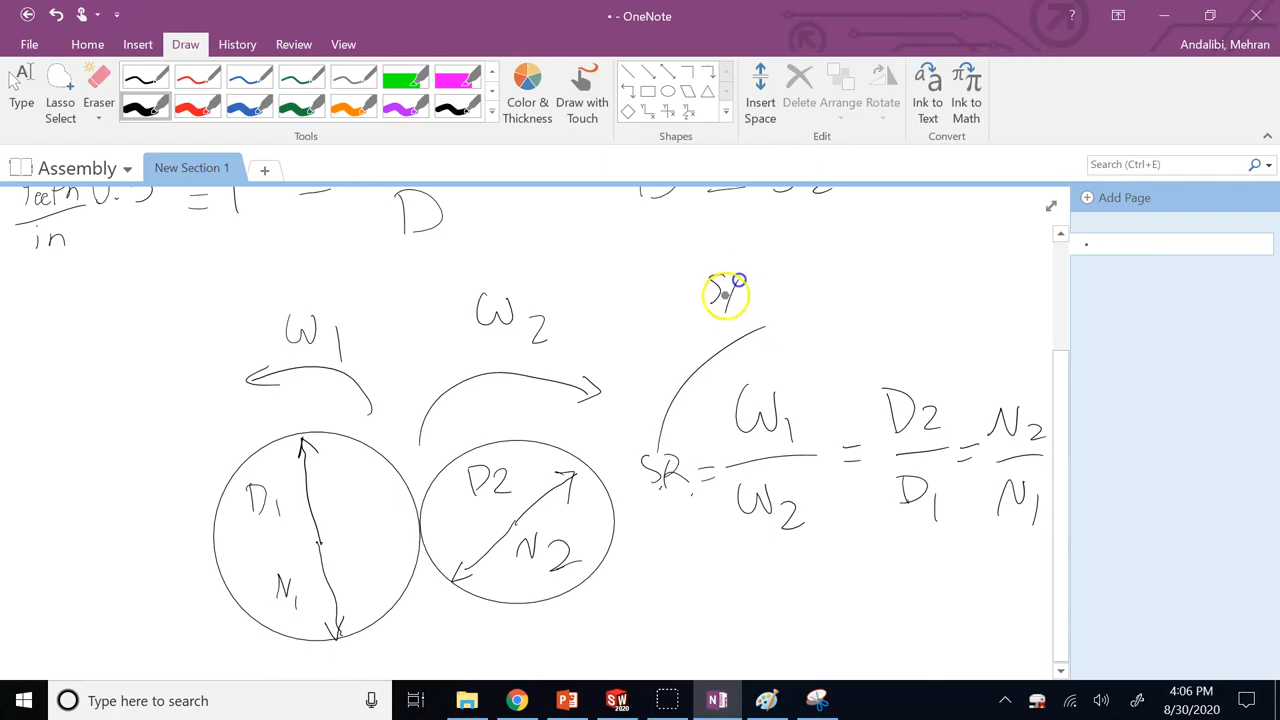 • - OneNote
?
File Home Insert Draw History Review View
Andalibi, Mehran
Type Lasso Select Eraser Color & Thickness Draw with Touch Insert Space Delete Arrange Rotate Ink to Text Ink to Math
Tools Shapes Edit Convert
Assembly New Section 1 +
Search (Ctrl+E)
Add Page
in
D
ω1
ω2
D1
N1
D2
N2
S.R. = ω1/ω2 = D2/D1 = N2/N1
Type here to search
4:06 PM
8/30/2020